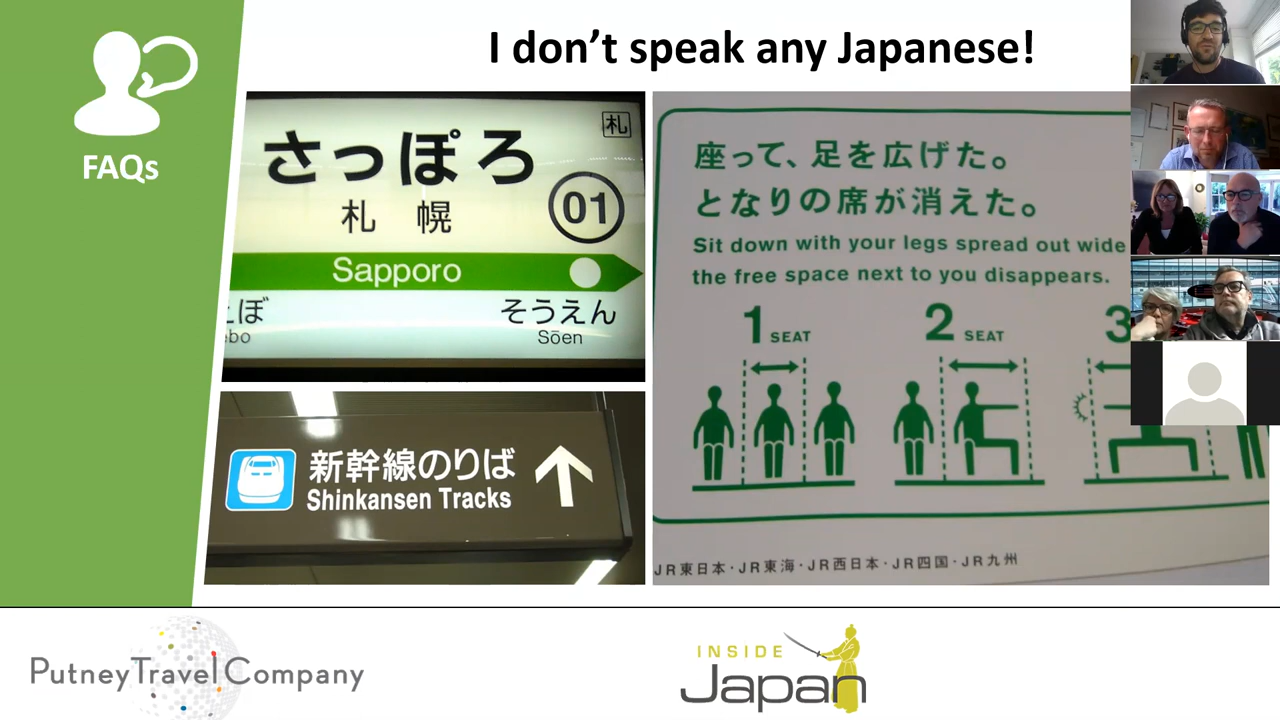 I don't speak any Japanese!
FAQs
札
さっぽろ
札 幌
01
Sapporo
そうえん
Sōen
新幹線のりば
Shinkansen Tracks
座って、足を広げた。
となりの席が消えた。
Sit down with your legs spread out wide
the free space next to you disappears.
1 SEAT
2 SEAT
3
JR東日本・JR東海・JR西日本・JR四国・JR九州
PutneyTravelCompany
INSIDE
Japan